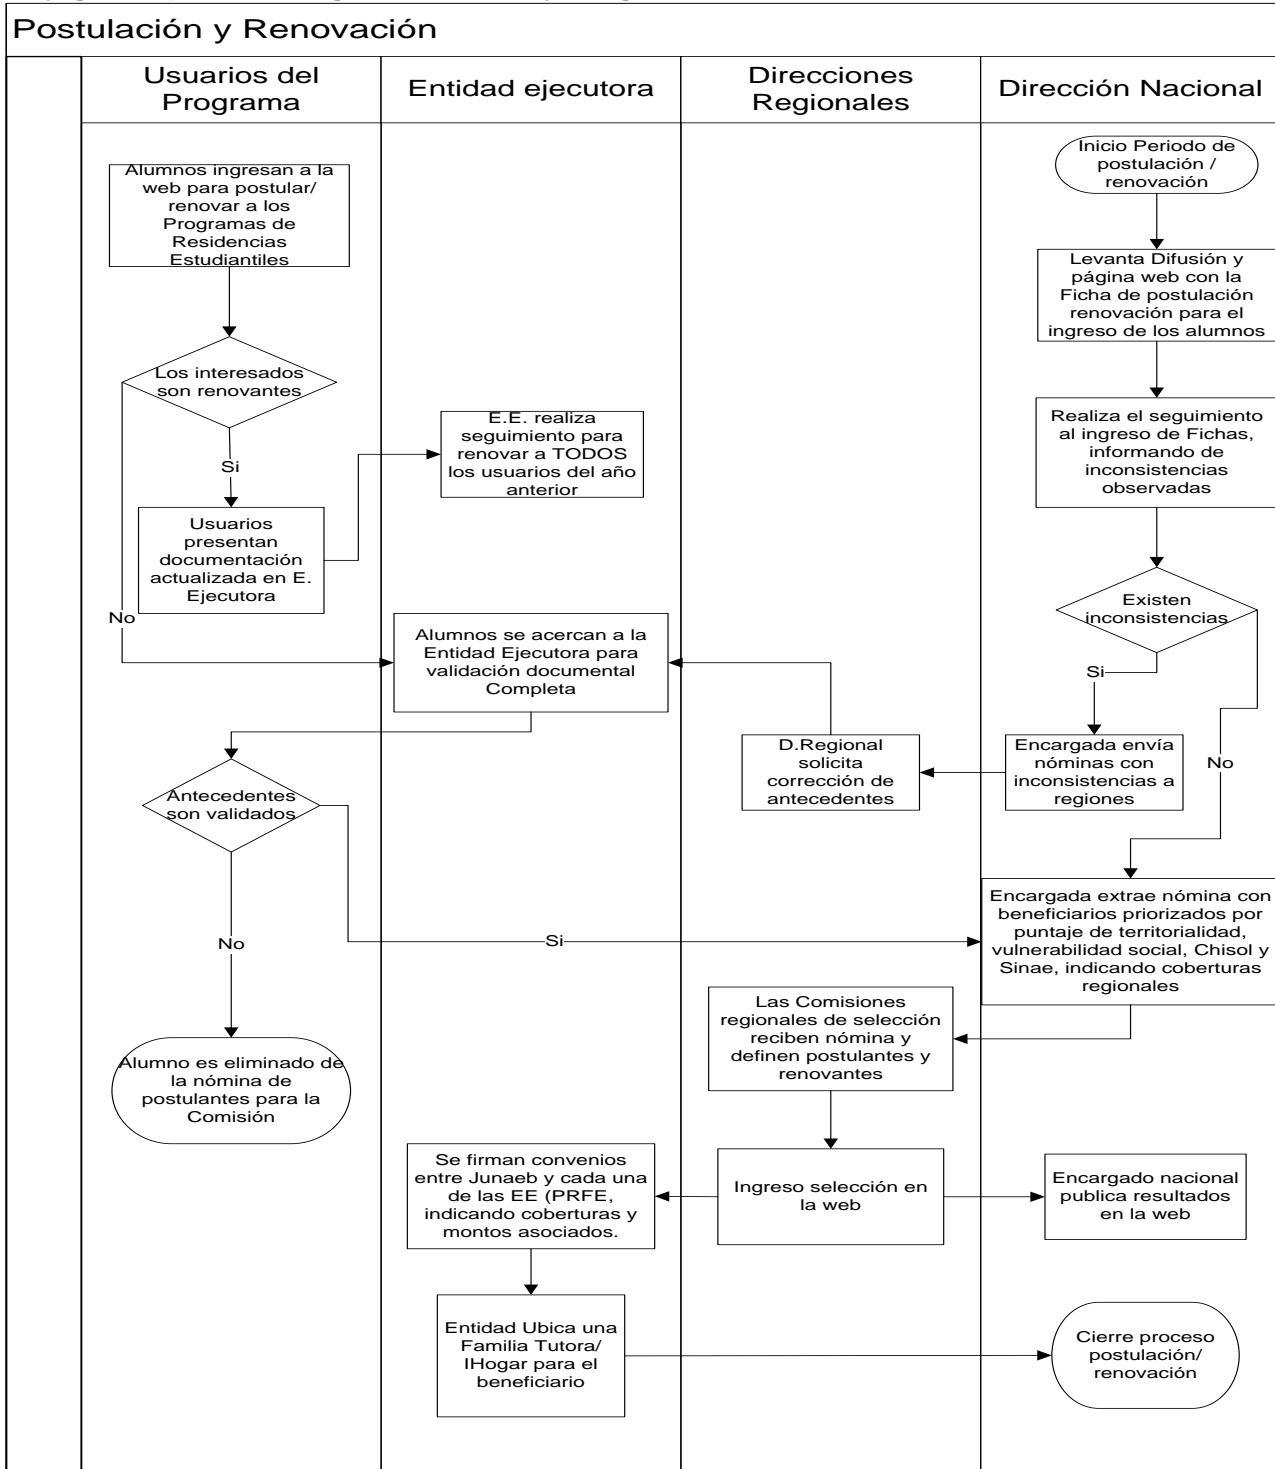 Postulación y Renovación
Usuarios del
Programa
Entidad ejecutora
Direcciones
Regionales
Dirección Nacional
Inicio Periodo de
postulación /
renovación
Alumnos ingresan a la
web para postular/
renovar a los
Programas de
Residencias
Estudiantiles
Levanta Difusión y
página web con la
Ficha de postulación
renovación para el
ingreso de los alumnos
Los interesados
son renovantes
E.E. realiza
seguimiento para
renovar a TODOS
los usuarios del año
anterior
Realiza el seguimiento
al ingreso de Fichas,
informando de
inconsistencias
observadas
Si
Usuarios
presentan
documentación
actualizada en E.
Ejecutora
No
Existen
inconsistencias
Alumnos se acercan a la
Entidad Ejecutora para
validación documental
Completa
Si
D.Regional
solicita
corrección de
antecedentes
Encargada envía
nóminas con
inconsistencias a
regiones
No
Antecedentes
son validados
Encargada extrae nómina con
beneficiarios priorizados por
puntaje de territorialidad,
vulnerabilidad social, Chisol y
Sinae, indicando coberturas
regionales
No
Si
Las Comisiones
regionales de selección
reciben nómina y
definen postulantes y
renovantes
Alumno es eliminado de
la nómina de
postulantes para la
Comisión
Se firman convenios
entre Junaeb y cada una
de las EE (PRFE,
indicando coberturas y
montos asociados.
Ingreso selección en
la web
Encargado nacional
publica resultados
en la web
Entidad Ubica una
Familia Tutora/
IHogar para el
beneficiario
Cierre proceso
postulación/
renovación